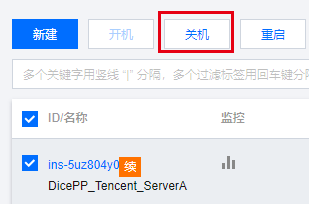 新建 开机 关机 重启
多个关键字用竖线 “|” 分隔，多个过滤标签用回车键分隔
ID/名称 监控
ins-5uz804y0 续
DicePP_Tencent_ServerA